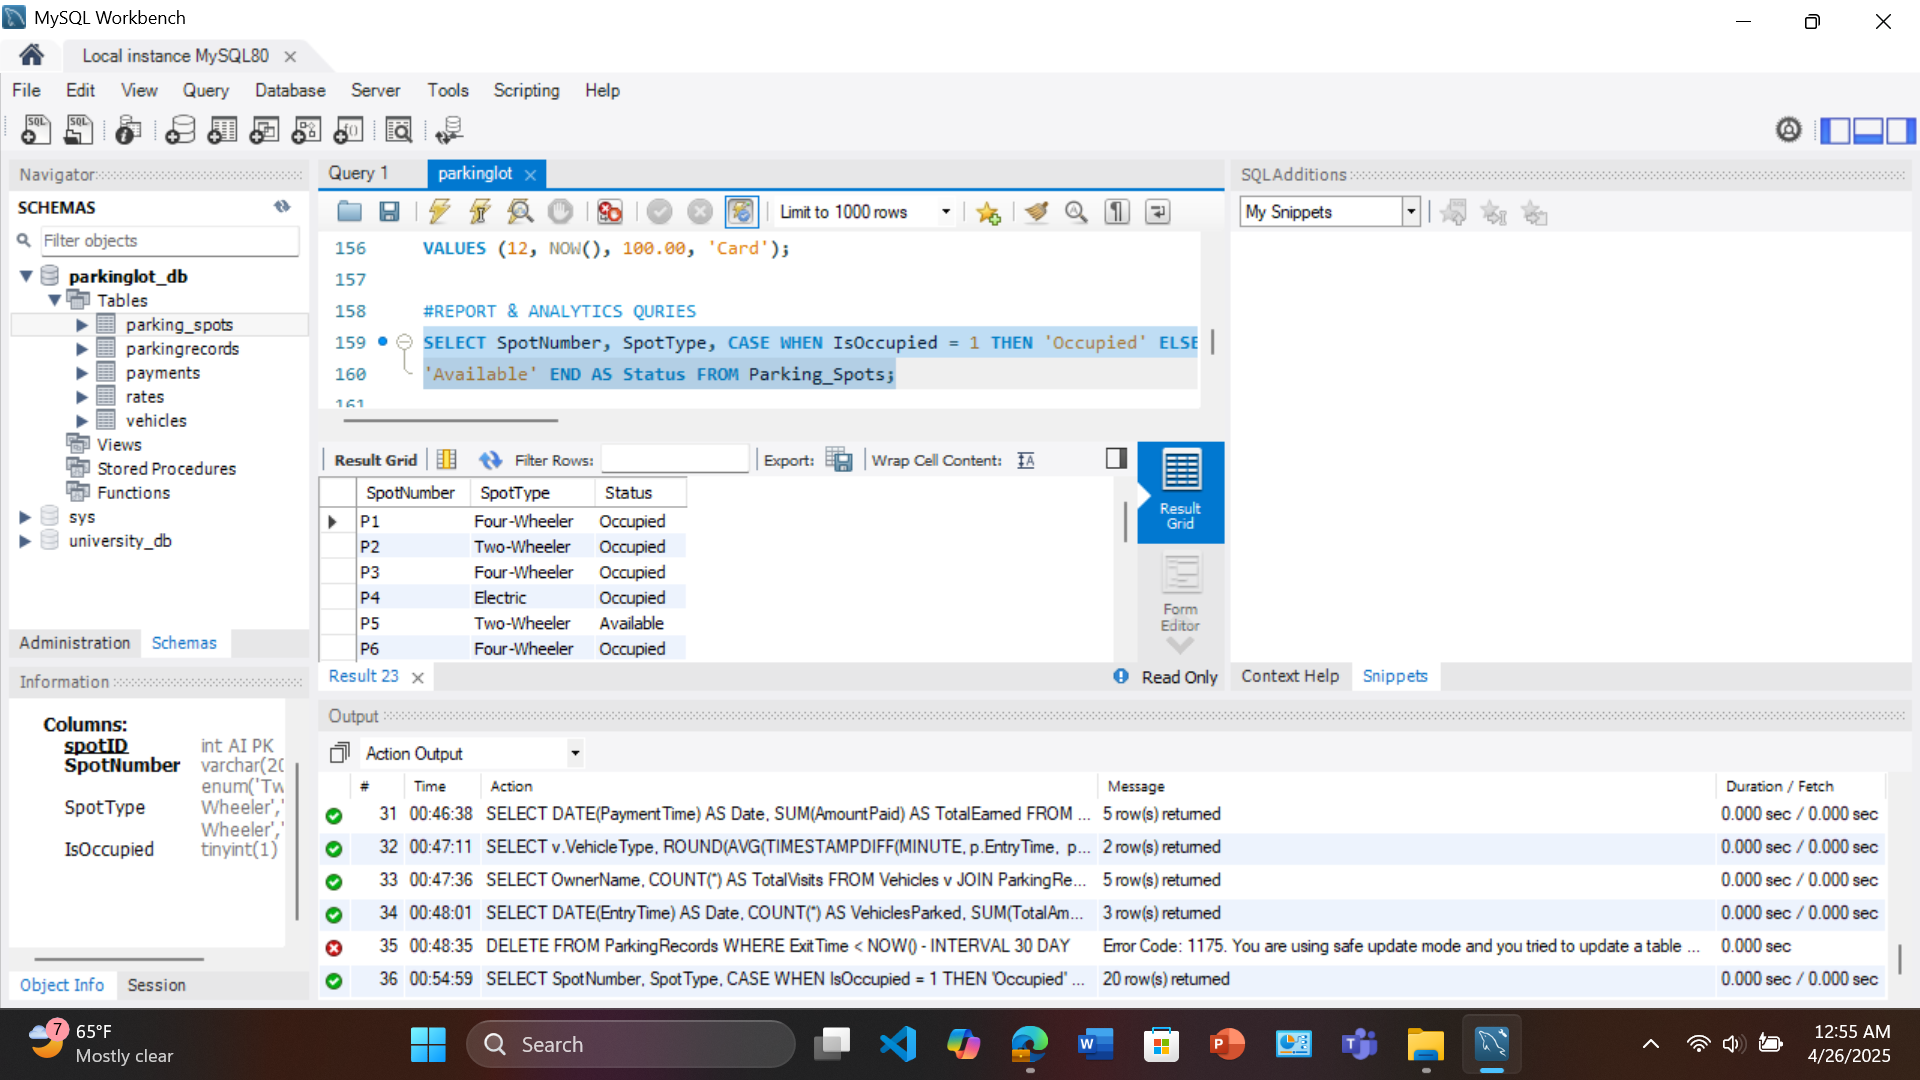 MySQL Workbench
Local instance MySQL80
File Edit View Query Database Server Tools Scripting Help
Navigator
SCHEMAS
Filter objects
parkinglot_db
Tables
parking_spots
parkingrecords
payments
rates
vehicles
Views
Stored Procedures
Functions
sys
university_db
Administration Schemas
Information
Columns:
spotID int AI PK
SpotNumber varchar(20
enum('Tw
SpotType Wheeler','
Wheeler','
IsOccupied tinyint(1)
Object Info Session
Query 1 parkinglot
Limit to 1000 rows
156 VALUES (12, NOW(), 100.00, 'Card');
157
158 #REPORT & ANALYTICS QURIES
159 SELECT SpotNumber, SpotType, CASE WHEN IsOccupied = 1 THEN 'Occupied' ELSE
160 'Available' END AS Status FROM Parking_Spots;
161
Result Grid Filter Rows: Export: Wrap Cell Content:
SpotNumber SpotType Status
P1 Four-Wheeler Occupied
P2 Two-Wheeler Occupied
P3 Four-Wheeler Occupied
P4 Electric Occupied
P5 Two-Wheeler Available
P6 Four-Wheeler Occupied
Result
Grid
Form
Editor
Result 23 Read Only
SQLAdditions
My Snippets
Context Help Snippets
Output
Action Output
# Time Action Message Duration / Fetch
31 00:46:38 SELECT DATE(PaymentTime) AS Date, SUM(AmountPaid) AS TotalEarned FROM ... 5 row(s) returned 0.000 sec / 0.000 sec
32 00:47:11 SELECT v.VehicleType, ROUND(AVG(TIMESTAMPDIFF(MINUTE, p.EntryTime, p... 2 row(s) returned 0.000 sec / 0.000 sec
33 00:47:36 SELECT OwnerName, COUNT(*) AS TotalVisits FROM Vehicles v JOIN ParkingRe... 5 row(s) returned 0.000 sec / 0.000 sec
34 00:48:01 SELECT DATE(EntryTime) AS Date, COUNT(*) AS VehiclesParked, SUM(TotalAm... 3 row(s) returned 0.000 sec / 0.000 sec
35 00:48:35 DELETE FROM ParkingRecords WHERE ExitTime < NOW() - INTERVAL 30 DAY Error Code: 1175. You are using safe update mode and you tried to update a table ... 0.000 sec
36 00:54:59 SELECT SpotNumber, SpotType, CASE WHEN IsOccupied = 1 THEN 'Occupied' ... 20 row(s) returned 0.000 sec / 0.000 sec
7
65°F
Mostly clear
Search
12:55 AM
4/26/2025